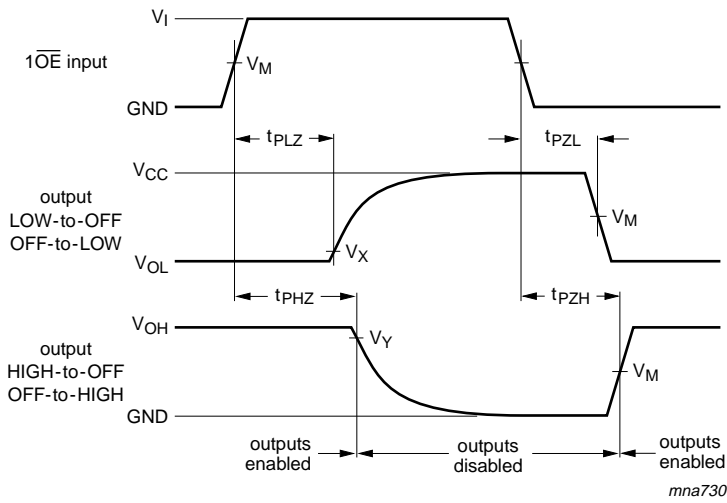 V_I
1O̅E̅ input
V_M
GND
t_PLZ
t_PZL
V_CC
output
LOW-to-OFF
OFF-to-LOW
V_M
V_X
V_OL
t_PHZ
t_PZH
V_OH
output
HIGH-to-OFF
OFF-to-HIGH
V_Y
V_M
GND
outputs
enabled
outputs
disabled
outputs
enabled
mna730